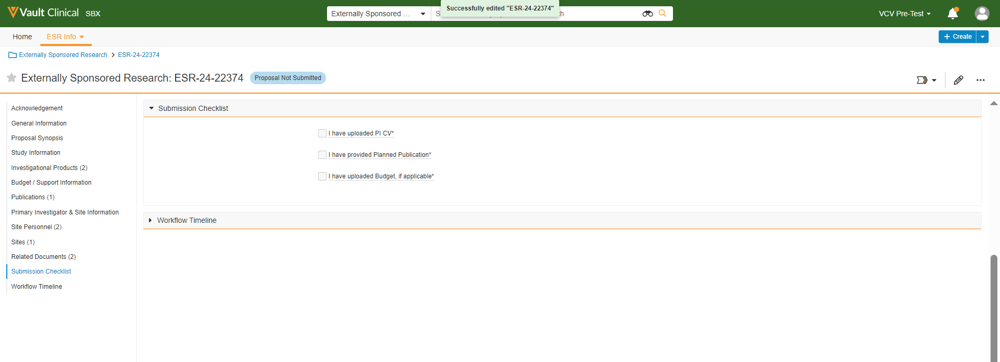 Vault Clinical SBX
Externally Sponsored ...
Successfully edited "ESR-24-22374"
VCV Pre-Test
Home
ESR Info
+ Create
Externally Sponsored Research > ESR-24-22374
Externally Sponsored Research: ESR-24-22374
Proposal Not Submitted
Acknowledgement
General Information
Proposal Synopsis
Study Information
Investigational Products (2)
Budget / Support Information
Publications (1)
Primary Investigator & Site Information
Site Personnel (2)
Sites (1)
Related Documents (2)
Submission Checklist
Workflow Timeline
Submission Checklist
I have uploaded PI CV*
I have provided Planned Publication*
I have uploaded Budget, if applicable*
Workflow Timeline